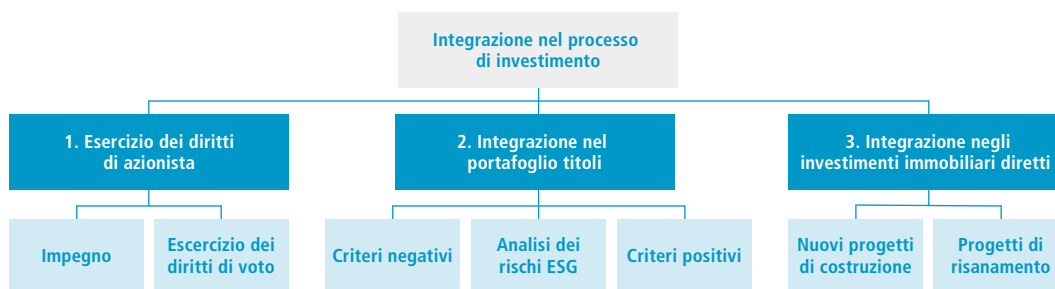 Integrazione nel processo
di investimento
1. Esercizio dei diritti
di azionista
2. Integrazione nel
portafoglio titoli
3. Integrazione negli
investimenti immobiliari diretti
Impegno
Escercizio dei
diritti di voto
Criteri negativi
Analisi dei
rischi ESG
Criteri positivi
Nuovi progetti
di costruzione
Progetti di
risanamento